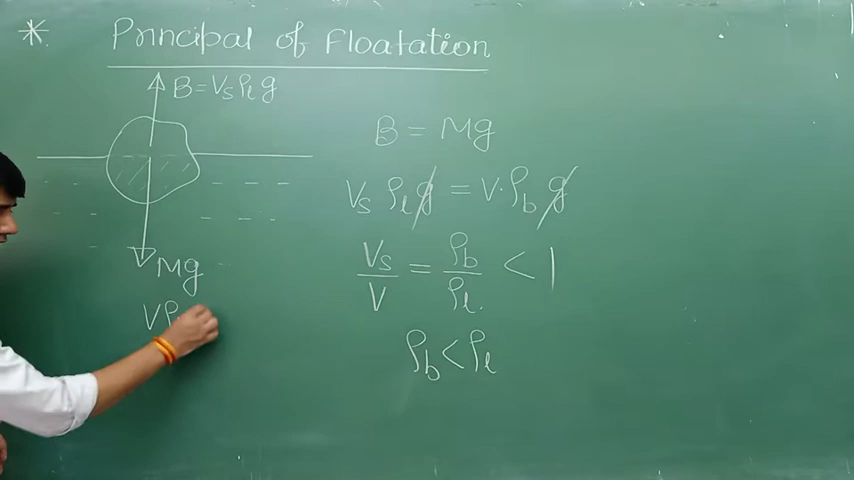 * Principal of Floatation
B = Vs ρl g
B = Mg
Vs ρl g = V · ρb g
Vs / V = ρb / ρl < 1
Mg
Vρ
ρb < ρl